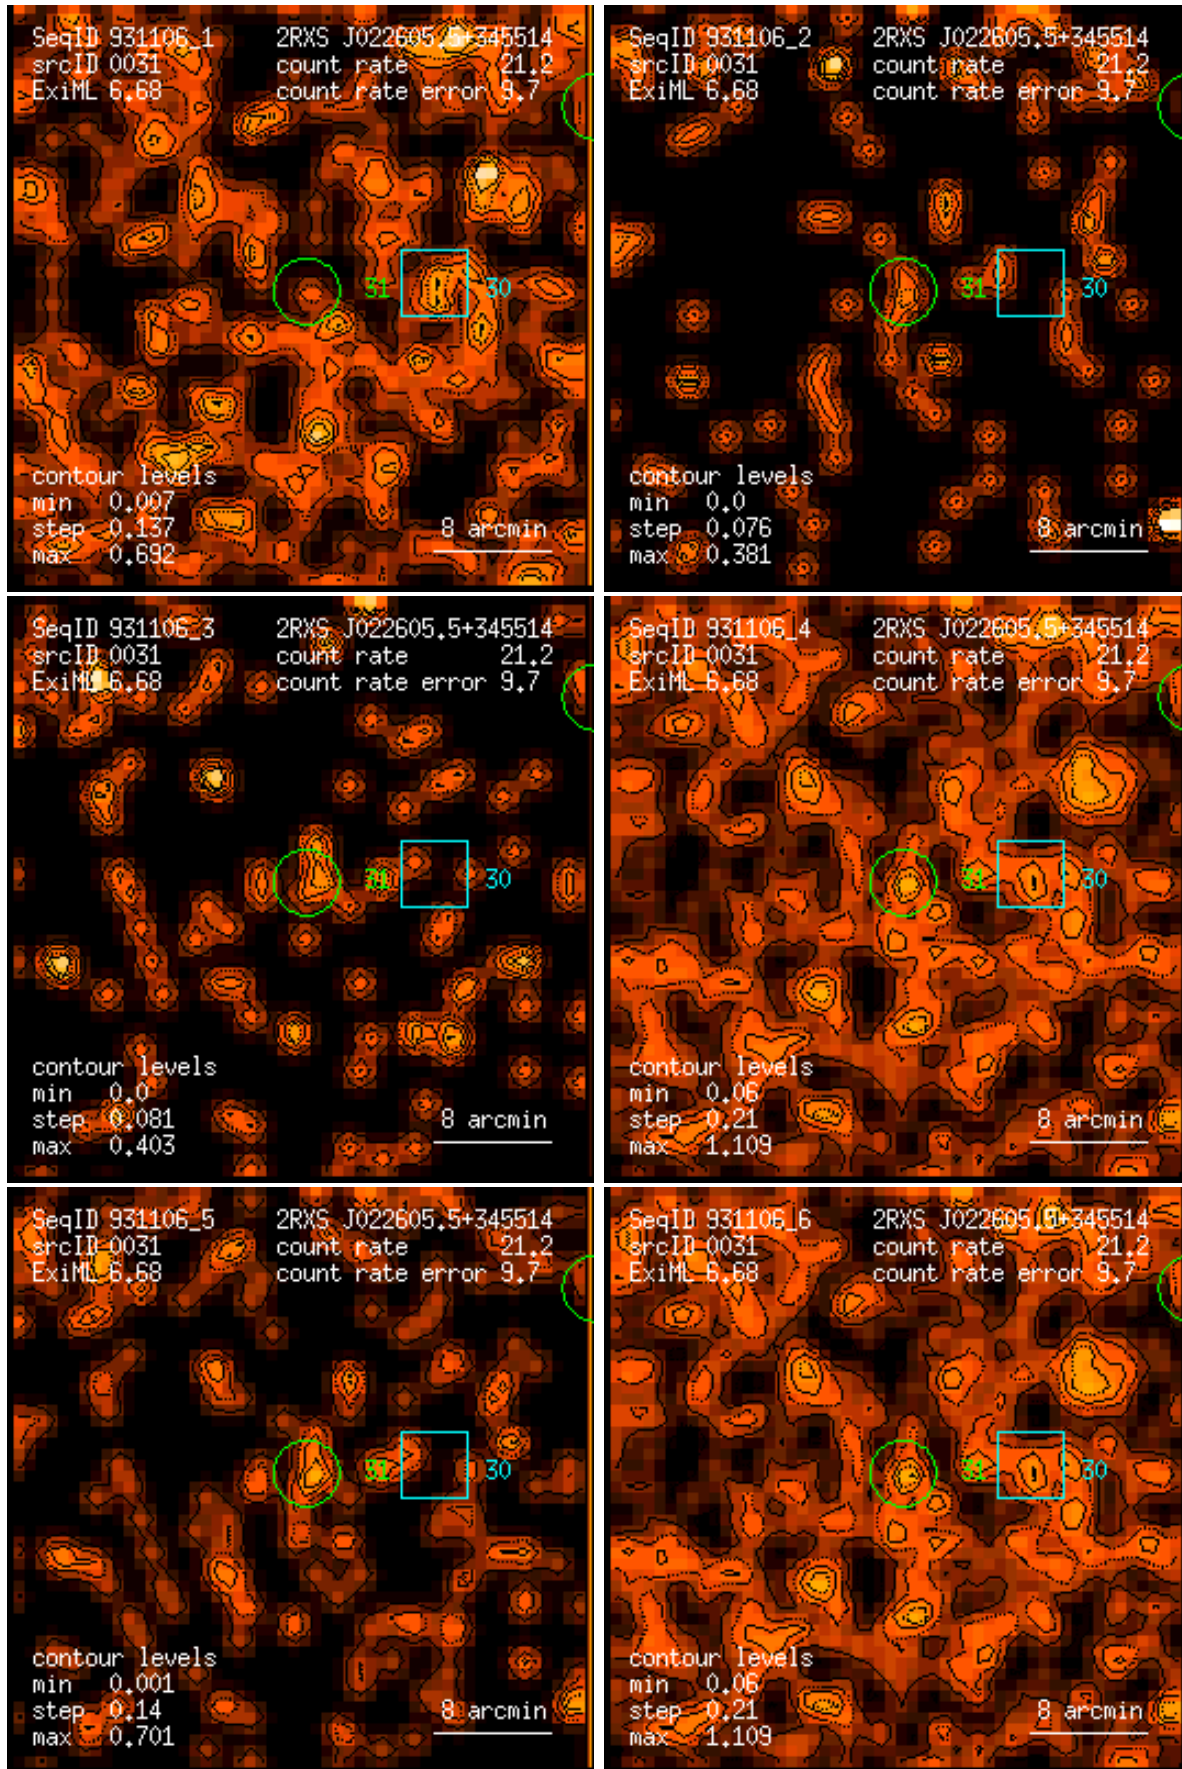 SeqID 931106_1 2RXS J022605.5+345514
srcID 0031 count rate 21.2
ExiML 6.68 count rate error 9.7
31 30
contour levels
min 0.007
step 0.137 8 arcmin
max 0.692
SeqID 931106_2 2RXS J022605.5+345514
srcID 0031 count rate 21.2
ExiML 6.68 count rate error 9.7
31 30
contour levels
min 0.0
step 0.076 8 arcmin
max 0.381
SeqID 931106_3 2RXS J022605.5+345514
srcID 0031 count rate 21.2
ExiML 6.68 count rate error 9.7
31 30
contour levels
min 0.0
step 0.081 8 arcmin
max 0.403
SeqID 931106_4 2RXS J022605.5+345514
srcID 0031 count rate 21.2
ExiML 6.68 count rate error 9.7
31 30
contour levels
min 0.06
step 0.21 8 arcmin
max 1.109
SeqID 931106_5 2RXS J022605.5+345514
srcID 0031 count rate 21.2
ExiML 6.68 count rate error 9.7
31 30
contour levels
min 0.001
step 0.14 8 arcmin
max 0.701
SeqID 931106_6 2RXS J022605.5+345514
srcID 0031 count rate 21.2
ExiML 6.68 count rate error 9.7
31 30
contour levels
min 0.06
step 0.21 8 arcmin
max 1.109